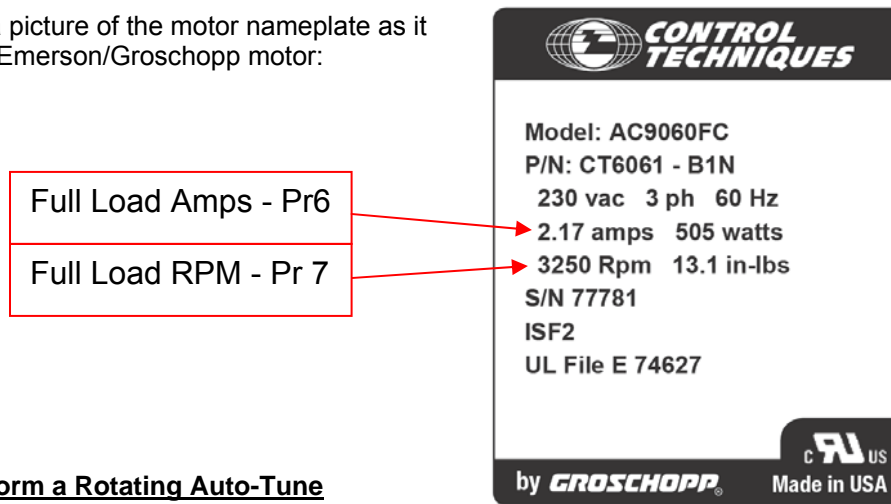 picture of the motor nameplate as it
Emerson/Groschopp motor:
Full Load Amps - Pr6
Full Load RPM - Pr 7
CONTROL
TECHNIQUES
Model: AC9060FC
P/N: CT6061 - B1N
230 vac 3 ph 60 Hz
2.17 amps 505 watts
3250 Rpm 13.1 in-lbs
S/N 77781
ISF2
UL File E 74627
c RU US
by GROSCHOPP®
Made in USA
orm a Rotating Auto-Tune